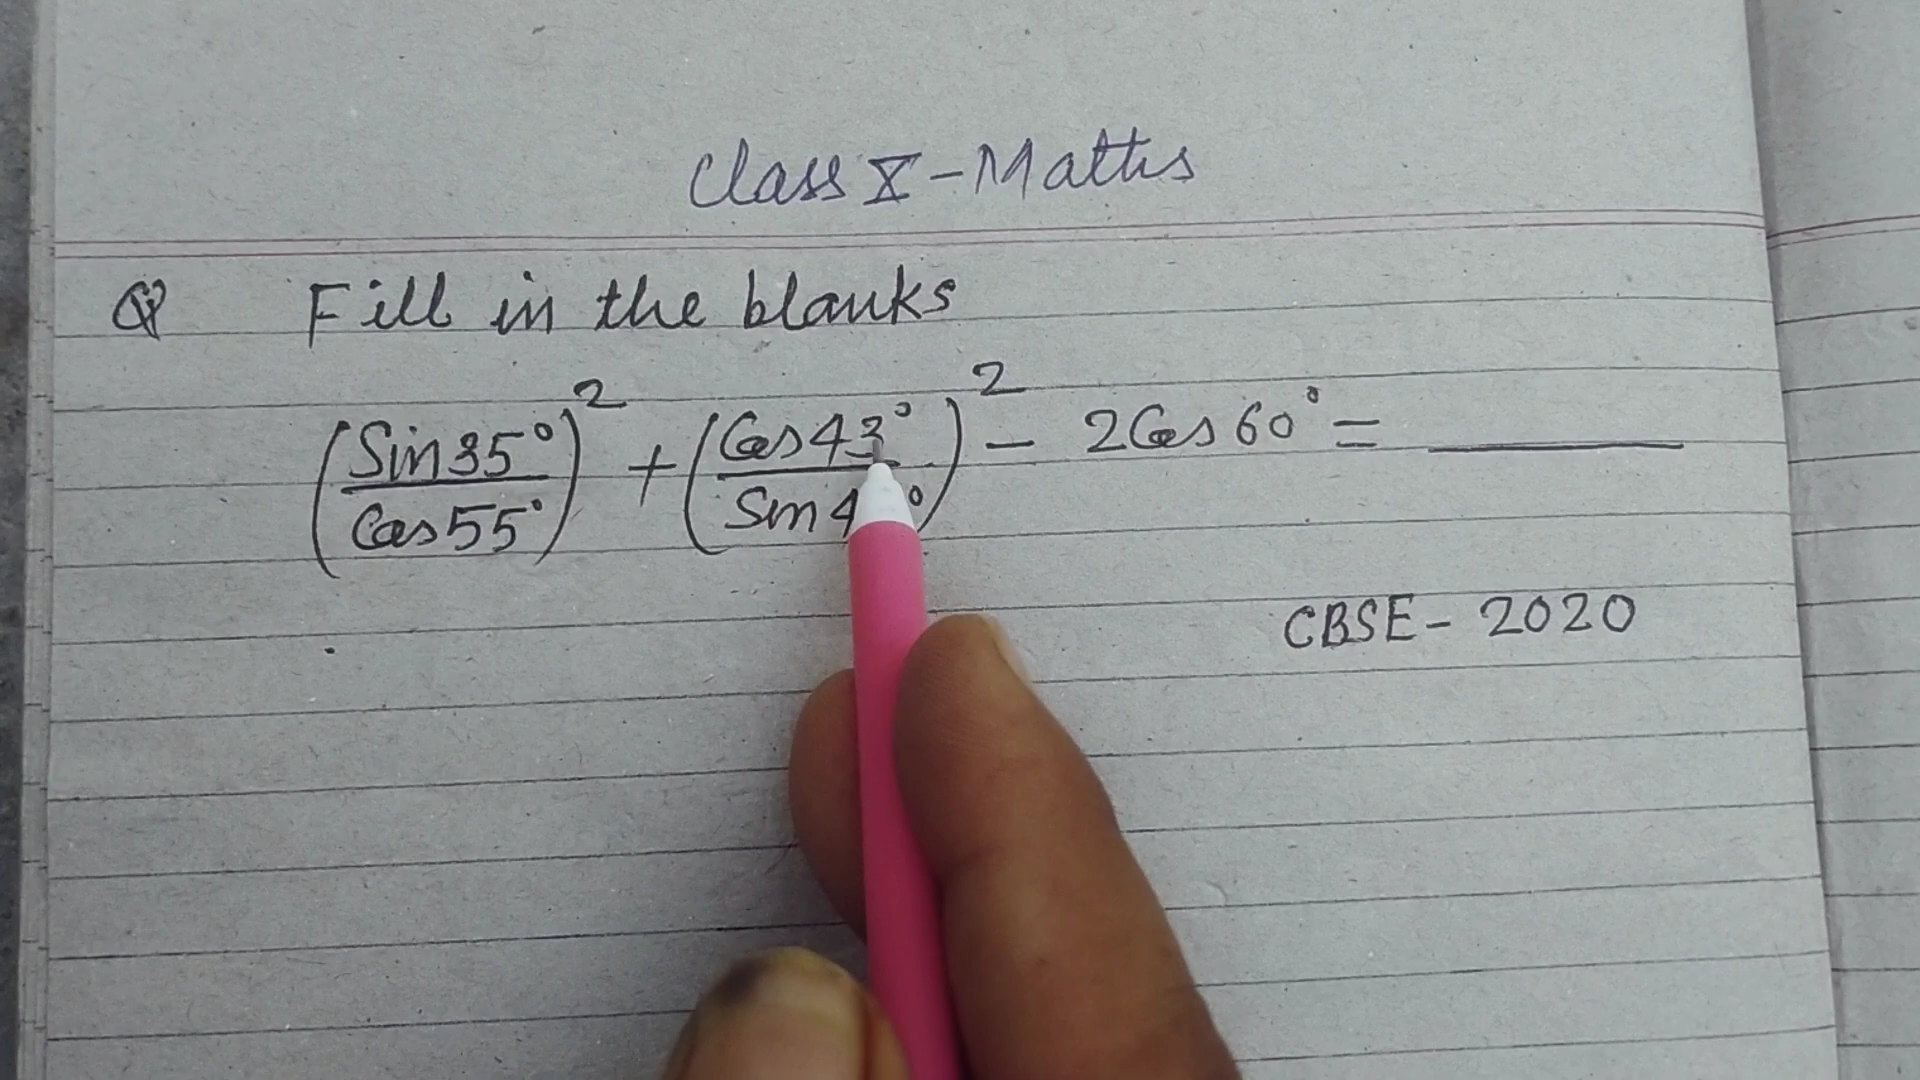 Class X - Maths
Q Fill in the blanks
(Sin35°/Cos55°)² + (Cos43°/Sin4 °)² - 2Cos60° = ______
CBSE - 2020